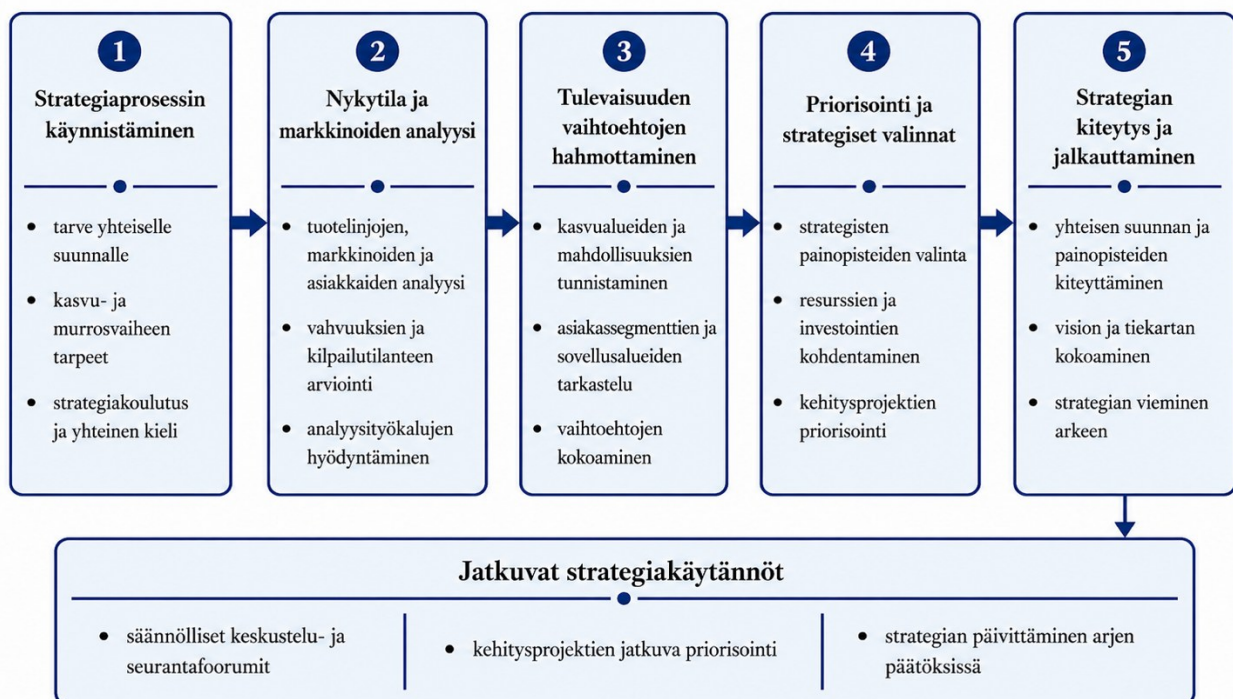 1
Strategiaprosessin
käynnistäminen
• tarve yhteiselle
suunnalle
• kasvu- ja
murrosvaiheen
tarpeet
• strategiakoulutus
ja yhteinen kieli
2
Nykytila ja
markkinoiden analyysi
• tuotelinjojen,
markkinoiden ja
asiakkaiden analyysi
• vahvuuksien ja
kilpailutilanteen
arviointi
• analyysityökalujen
hyödyntäminen
3
Tulevaisuuden
vaihtoehtojen
hahmottaminen
• kasvualueiden ja
mahdollisuuksien
tunnistaminen
• asiakassegmenttien ja
sovellusalueiden
tarkastelu
• vaihtoehtojen
kokoaminen
4
Priorisointi ja
strategiset valinnat
• strategisten
painopisteiden valinta
• resurssien ja
investointien
kohdentaminen
• kehitysprojektien
priorisointi
5
Strategian
kiteytys ja
jalkauttaminen
• yhteisen suunnan ja
painopisteiden
kiteyttäminen
• vision ja tiekartan
kokoaminen
• strategian vieminen
arkeen
Jatkuvat strategiakäytännöt
• säännölliset keskustelu- ja
seurantafoorumit
• kehitysprojektien jatkuva priorisointi
• strategian päivittäminen arjen
päätöksissä